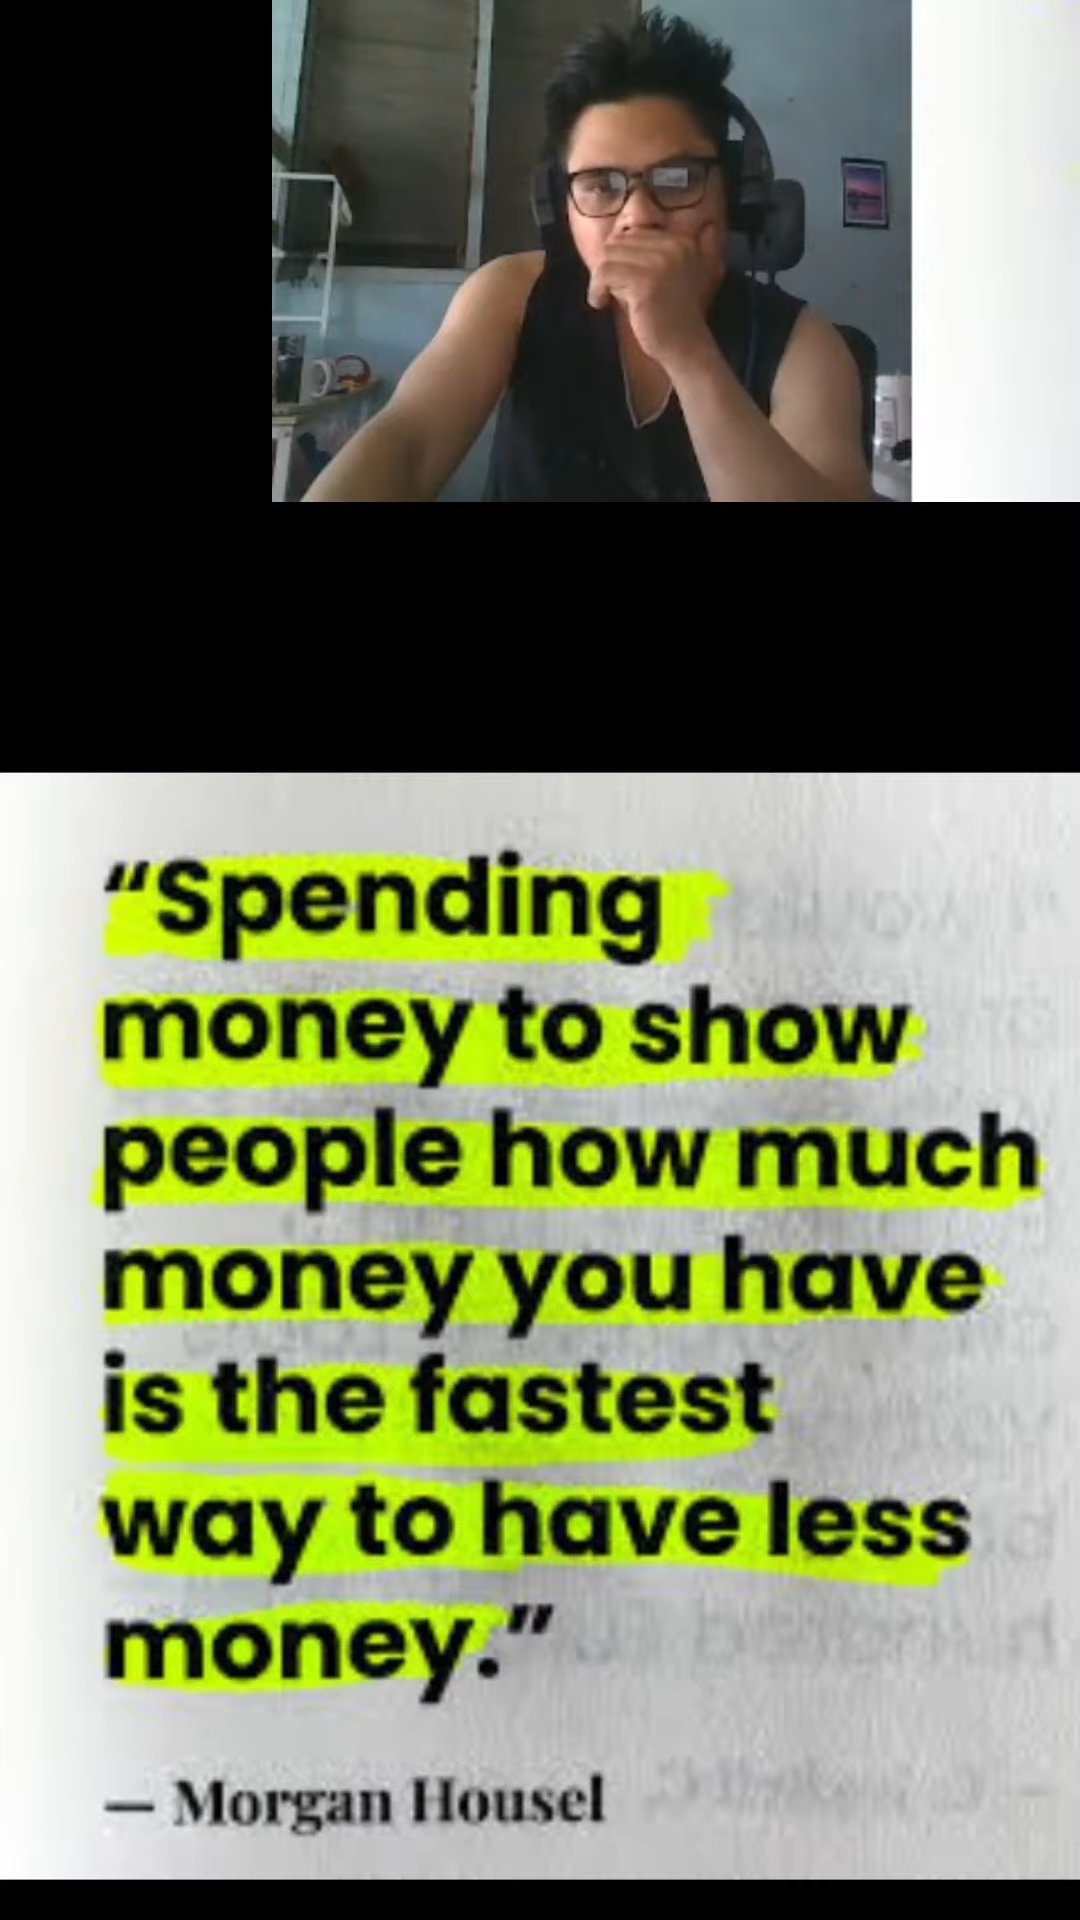 “Spending
money to show
people how much
money you have
is the fastest
way to have less
money.”
— Morgan Housel